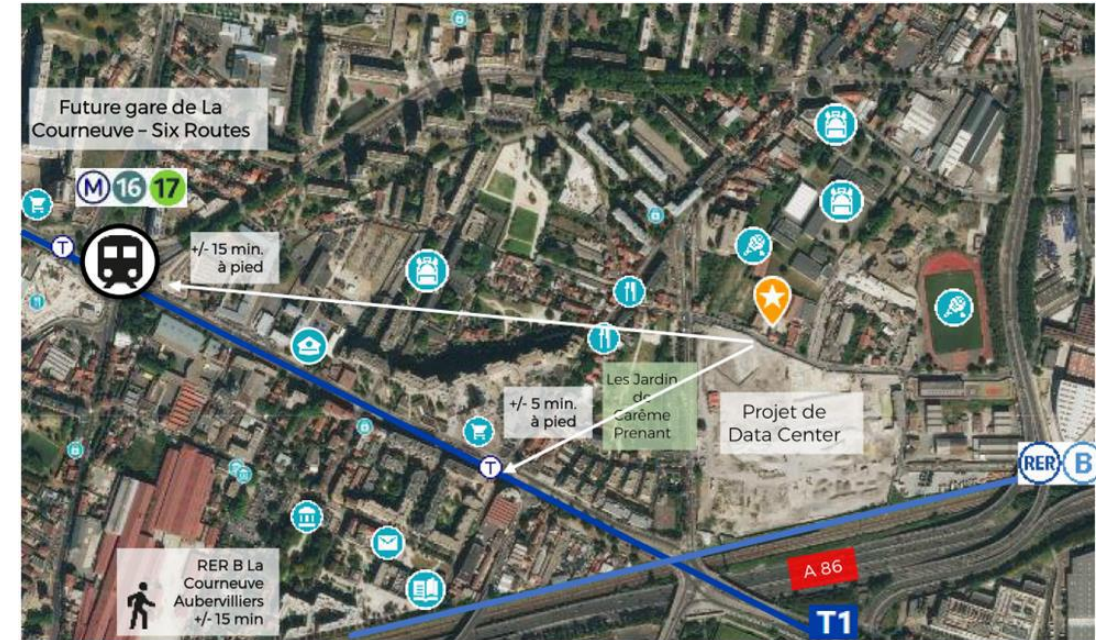 Future gare de La
Courneuve – Six Routes
M 16 17
T
+/- 15 min.
à pied
Les Jardin
de
Carême
Prenant
+/- 5 min.
à pied
Projet de
Data Center
T
RER B
A 86
RER B La
Courneuve
Aubervilliers
+/- 15 min
T1